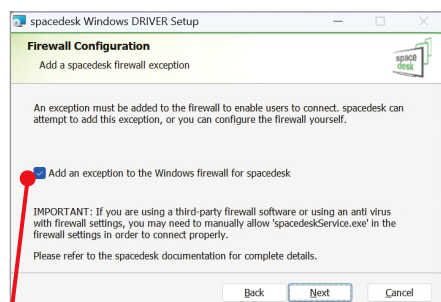 spacedesk Windows DRIVER Setup
Firewall Configuration
Add a spacedesk firewall exception
space
desk
An exception must be added to the firewall to enable users to connect. spacedesk can
attempt to add this exception, or you can configure the firewall yourself.
Add an exception to the Windows firewall for spacedesk
IMPORTANT: If you are using a third-party firewall software or using an anti virus
with firewall settings, you may need to manually allow 'spacedeskService.exe' in the
firewall settings in order to connect properly.
Please refer to the spacedesk documentation for complete details.
Back Next Cancel